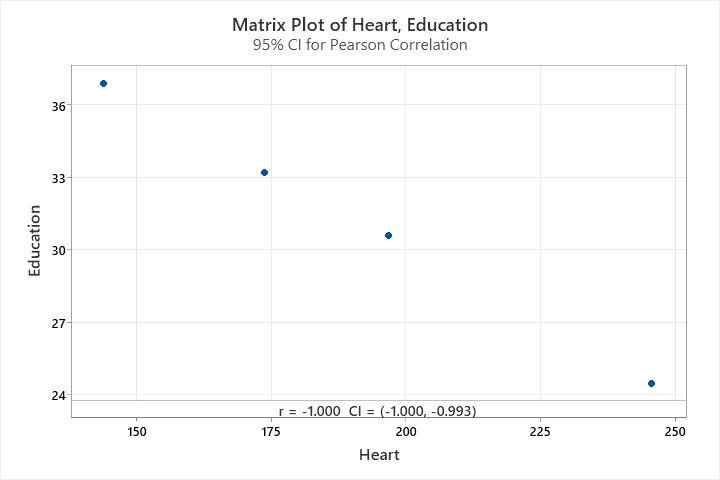 Matrix Plot of Heart, Education
95% CI for Pearson Correlation
Education
36
33
30
27
24
r = -1.000 CI = (-1.000, -0.993)
150 175 200 225 250
Heart